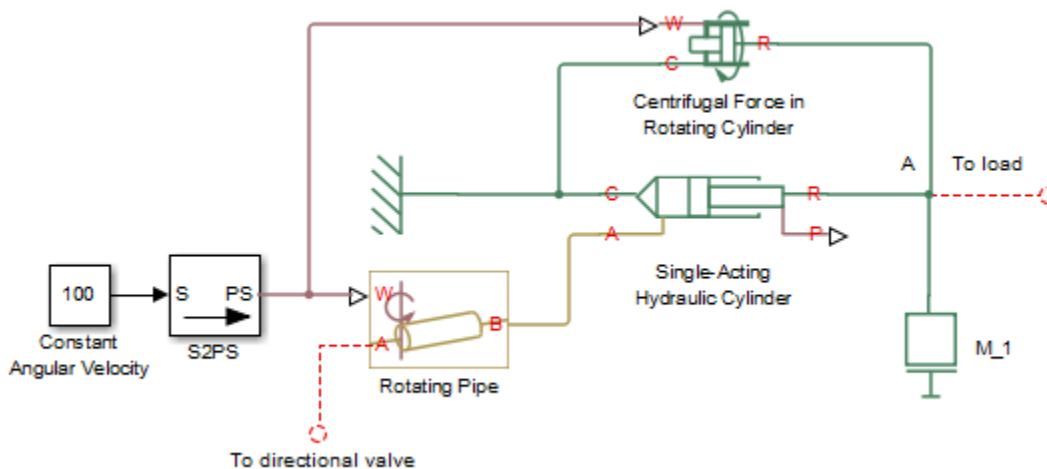 W
R
C
Centrifugal Force in
Rotating Cylinder
A
To load
C
R
A
P
Single-Acting
Hydraulic Cylinder
100
S
PS
Constant
Angular Velocity
S2PS
W
B
A
Rotating Pipe
M_1
To directional valve